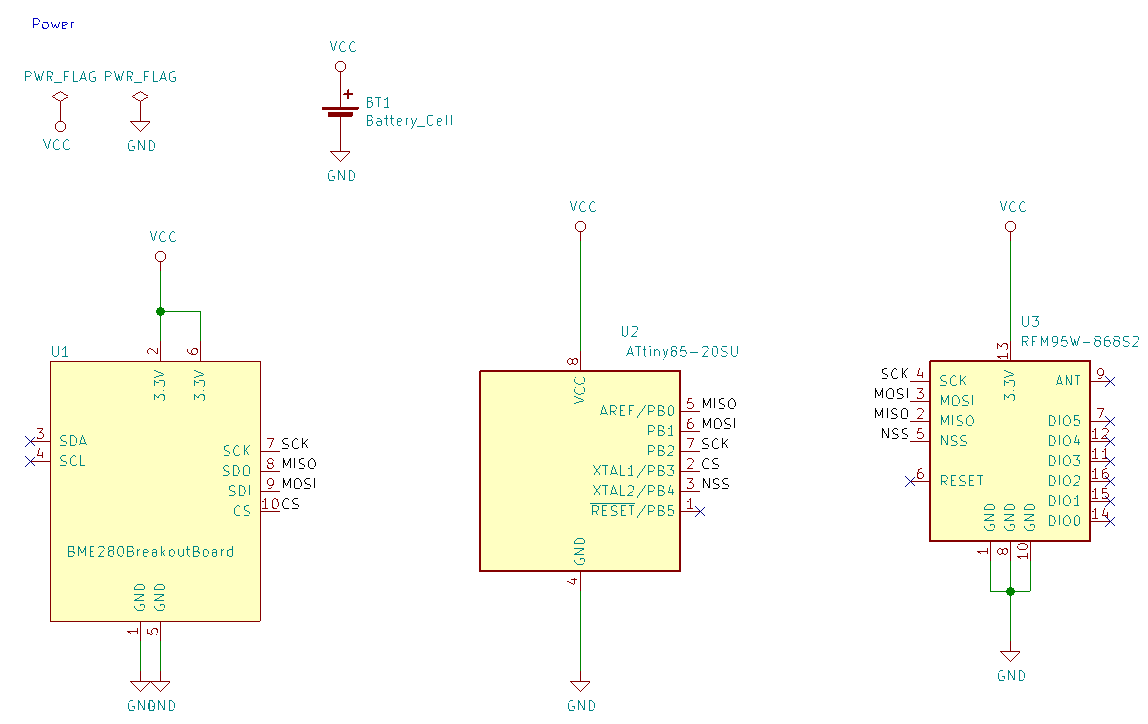 Power
PWR_FLAG
VCC
PWR_FLAG
GND
VCC
+
BT1
Battery_Cell
GND
VCC
U1
2
6
3.3V
3.3V
3
SDA
4
SCL
SCK
7
SCK
SDO
8
MISO
SDI
9
MOSI
CS
10
CS
BME280BreakoutBoard
GND
GND
1
5
GND
GND
VCC
U2
ATtiny85-20SU
8
VCC
AREF/PB0
5
MISO
PB1
6
MOSI
PB2
7
SCK
XTAL1/PB3
2
CS
XTAL2/PB4
3
NSS
RESET/PB5
1
GND
4
GND
VCC
U3
RFM95W-868S2
13
3.3V
SCK
4
SCK
MOSI
3
MOSI
MISO
2
MISO
NSS
5
NSS
6
RESET
ANT
9
DIO5
7
DIO4
12
DIO3
11
DIO2
16
DIO1
15
DIO0
14
GND
GND
GND
1
8
10
GND